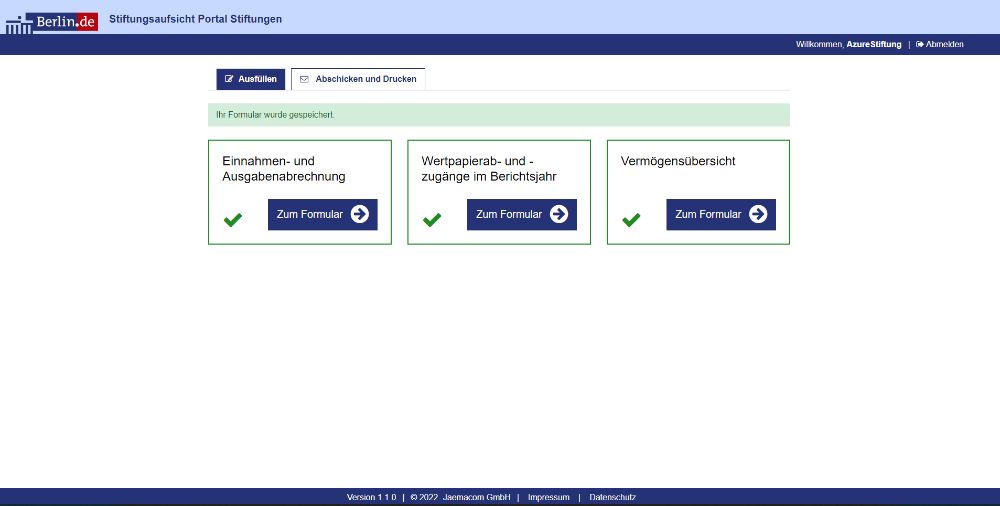 Berlin.de Stiftungsaufsicht Portal Stiftungen
Willkommen, AzureStiftung | Abmelden
Ausfüllen Abschicken und Drucken
Ihr Formular wurde gespeichert.
Einnahmen- und
Ausgabenabrechnung
Zum Formular
Wertpapierab- und -
zugänge im Berichtsjahr
Zum Formular
Vermögensübersicht
Zum Formular
Version 1.1.0 | © 2022 Jaemacom GmbH | Impressum | Datenschutz